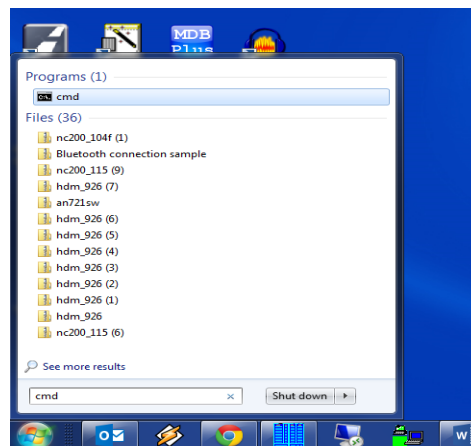 MDB
Plus
Programs (1)
cmd
Files (36)
nc200_104f (1)
Bluetooth connection sample
nc200_115 (9)
hdm_926 (7)
an721sw
hdm_926 (6)
hdm_926 (5)
hdm_926 (4)
hdm_926 (3)
hdm_926 (2)
hdm_926 (1)
hdm_926
nc200_115 (6)
See more results
cmd
Shut down